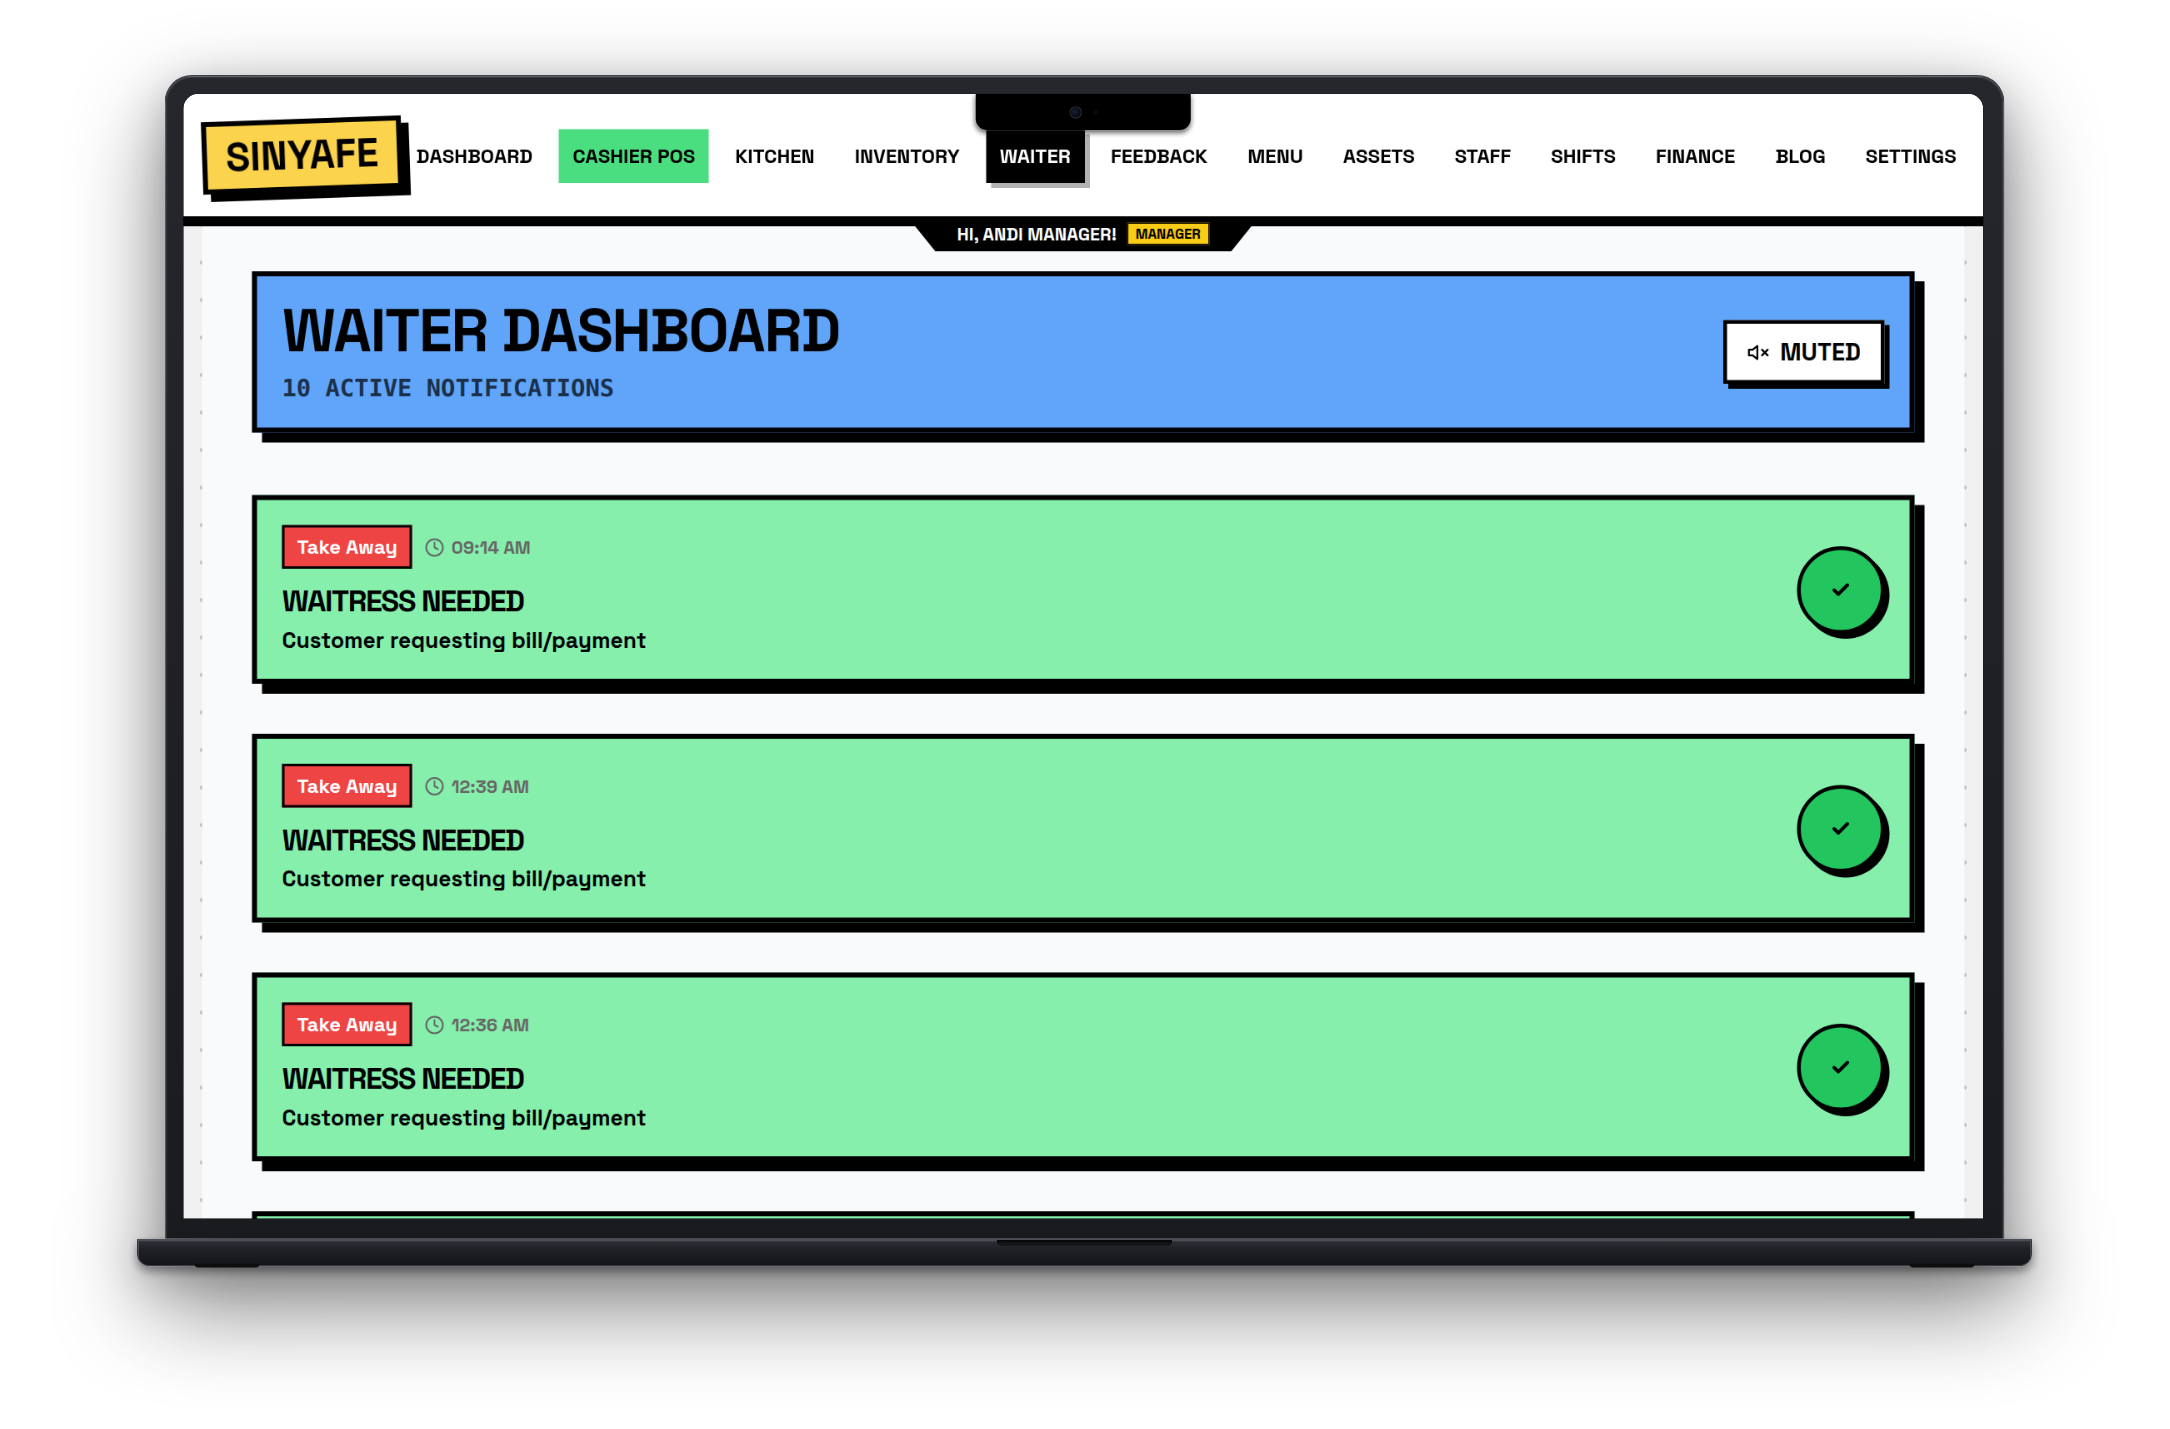 SINYAFE
DASHBOARD CASHIER POS KITCHEN INVENTORY WAITER FEEDBACK MENU ASSETS STAFF SHIFTS FINANCE BLOG SETTINGS
HI, ANDI MANAGER! MANAGER
WAITER DASHBOARD
10 ACTIVE NOTIFICATIONS
MUTED
Take Away 09:14 AM
WAITRESS NEEDED
Customer requesting bill/payment
Take Away 12:39 AM
WAITRESS NEEDED
Customer requesting bill/payment
Take Away 12:36 AM
WAITRESS NEEDED
Customer requesting bill/payment